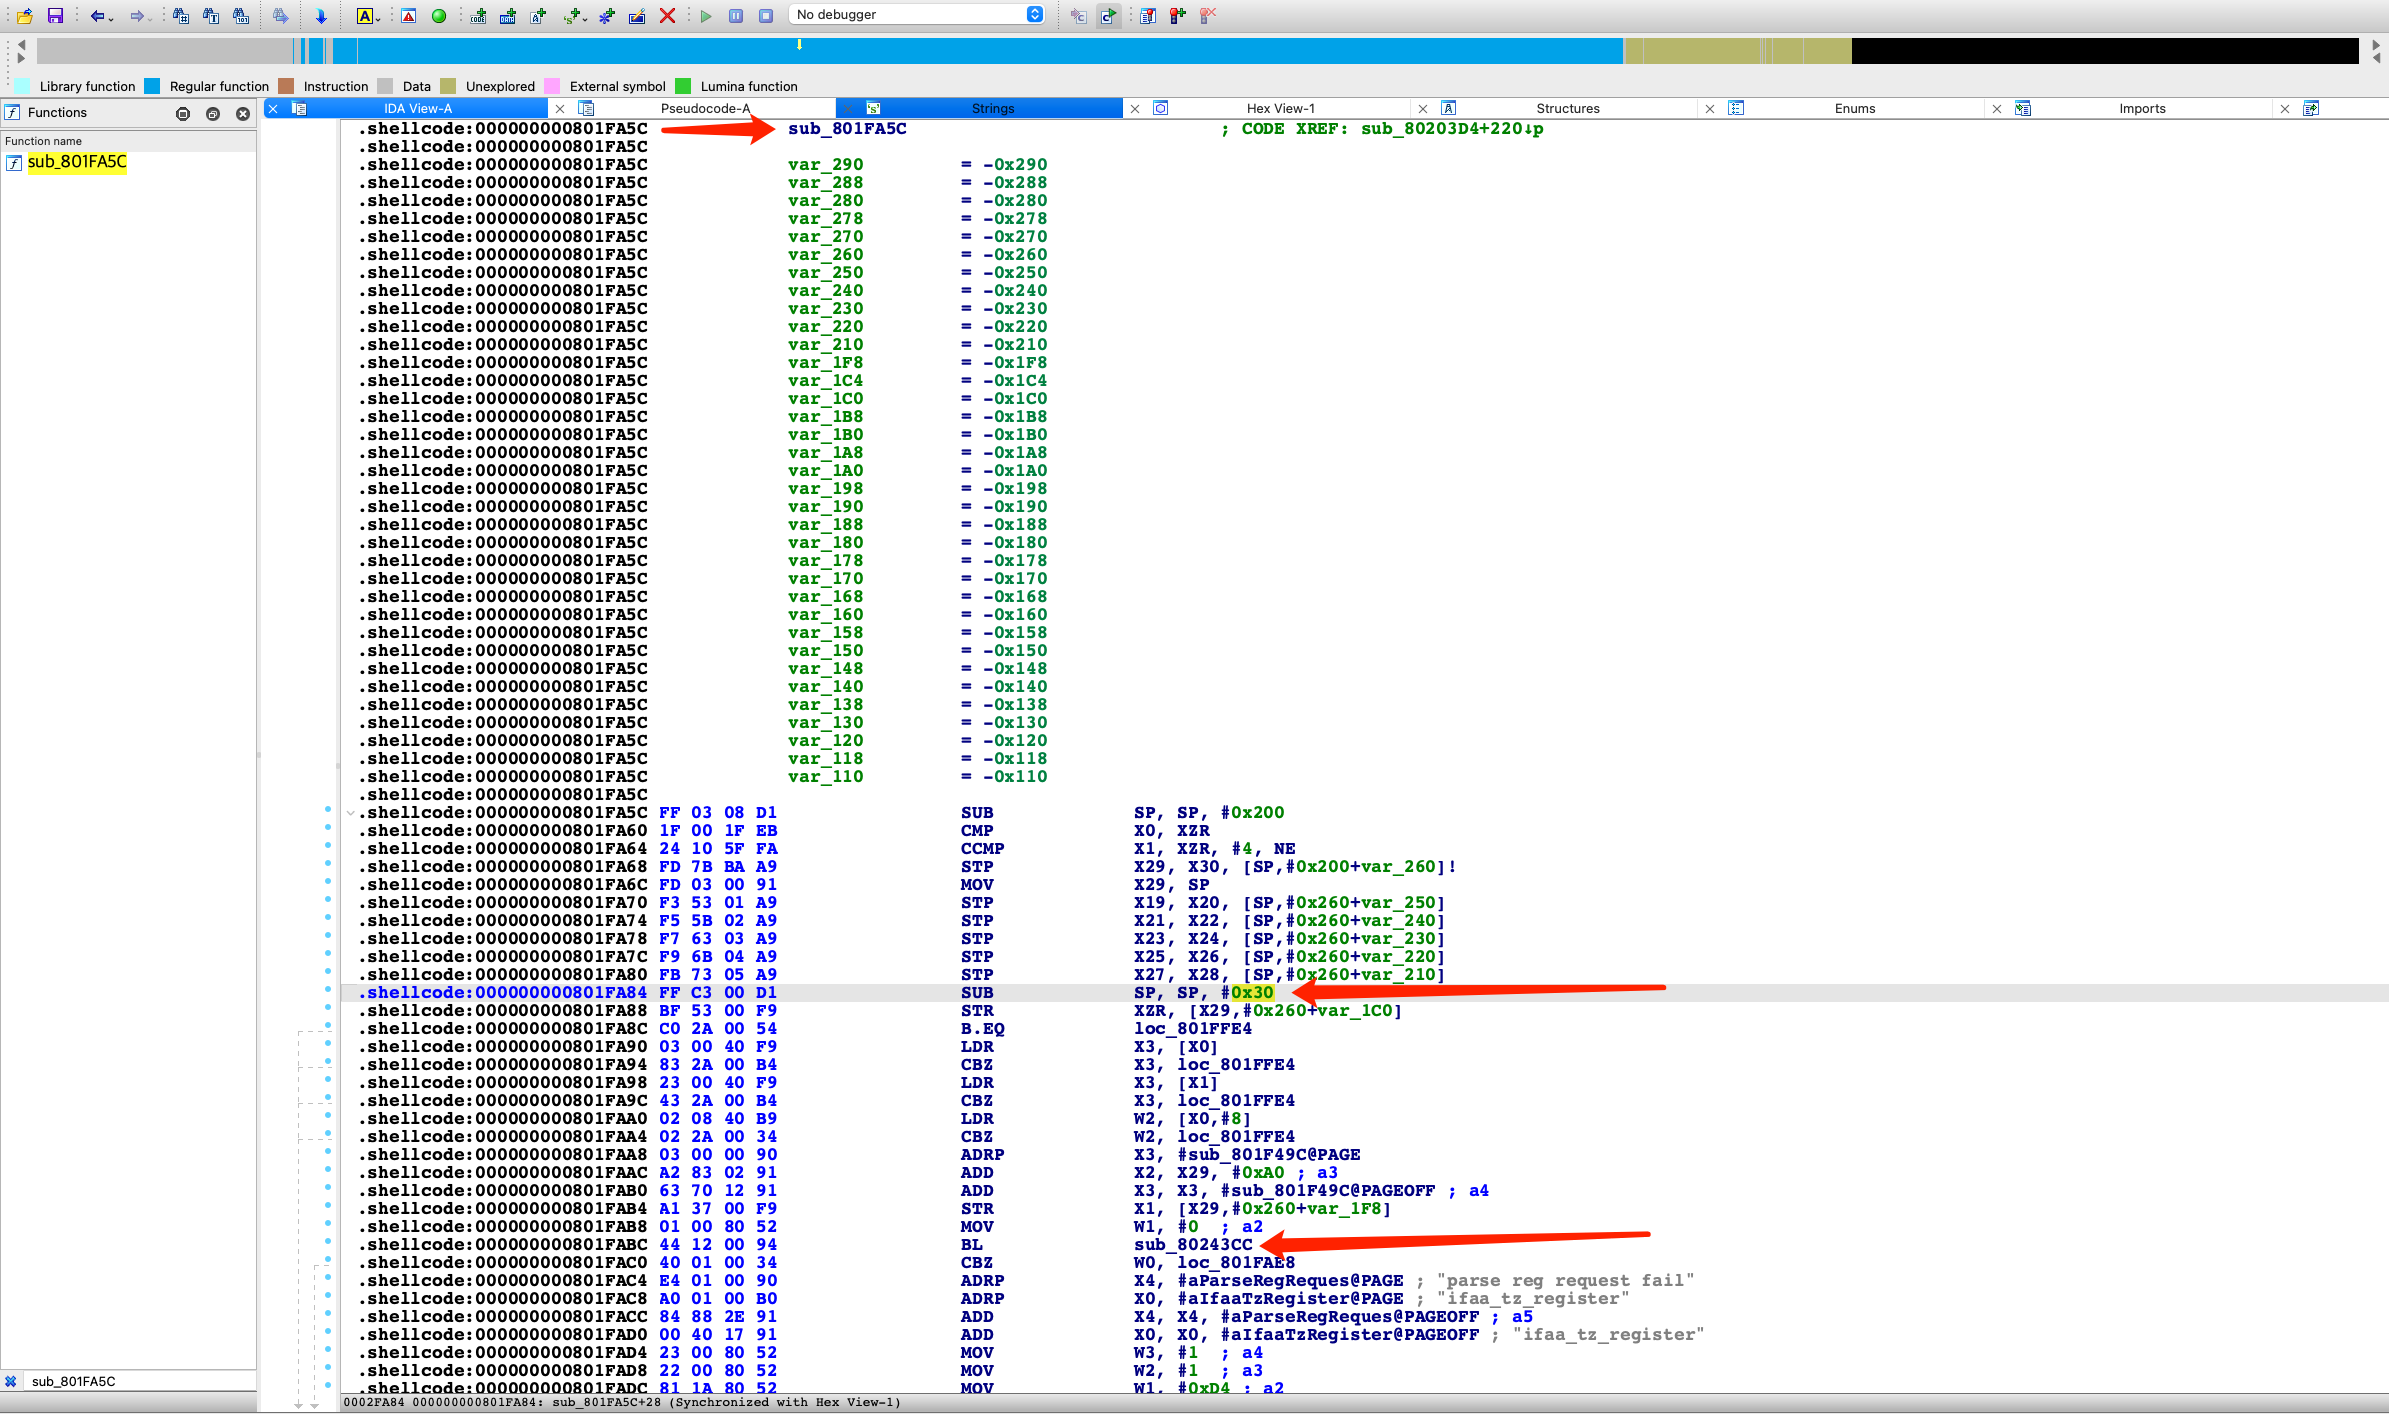 No debugger
Library function Regular function Instruction Data Unexplored External symbol Lumina function
Functions
IDA View-A Pseudocode-A Strings Hex View-1 Structures Enums Imports
Function name
sub_801FA5C
.shellcode:000000000801FA5C sub_801FA5C ; CODE XREF: sub_80203D4+220↓p
.shellcode:000000000801FA5C
.shellcode:000000000801FA5C var_290 = -0x290
.shellcode:000000000801FA5C var_288 = -0x288
.shellcode:000000000801FA5C var_280 = -0x280
.shellcode:000000000801FA5C var_278 = -0x278
.shellcode:000000000801FA5C var_270 = -0x270
.shellcode:000000000801FA5C var_260 = -0x260
.shellcode:000000000801FA5C var_250 = -0x250
.shellcode:000000000801FA5C var_240 = -0x240
.shellcode:000000000801FA5C var_230 = -0x230
.shellcode:000000000801FA5C var_220 = -0x220
.shellcode:000000000801FA5C var_210 = -0x210
.shellcode:000000000801FA5C var_1F8 = -0x1F8
.shellcode:000000000801FA5C var_1C4 = -0x1C4
.shellcode:000000000801FA5C var_1C0 = -0x1C0
.shellcode:000000000801FA5C var_1B8 = -0x1B8
.shellcode:000000000801FA5C var_1B0 = -0x1B0
.shellcode:000000000801FA5C var_1A8 = -0x1A8
.shellcode:000000000801FA5C var_1A0 = -0x1A0
.shellcode:000000000801FA5C var_198 = -0x198
.shellcode:000000000801FA5C var_190 = -0x190
.shellcode:000000000801FA5C var_188 = -0x188
.shellcode:000000000801FA5C var_180 = -0x180
.shellcode:000000000801FA5C var_178 = -0x178
.shellcode:000000000801FA5C var_170 = -0x170
.shellcode:000000000801FA5C var_168 = -0x168
.shellcode:000000000801FA5C var_160 = -0x160
.shellcode:000000000801FA5C var_158 = -0x158
.shellcode:000000000801FA5C var_150 = -0x150
.shellcode:000000000801FA5C var_148 = -0x148
.shellcode:000000000801FA5C var_140 = -0x140
.shellcode:000000000801FA5C var_138 = -0x138
.shellcode:000000000801FA5C var_130 = -0x130
.shellcode:000000000801FA5C var_120 = -0x120
.shellcode:000000000801FA5C var_118 = -0x118
.shellcode:000000000801FA5C var_110 = -0x110
.shellcode:000000000801FA5C
.shellcode:000000000801FA5C FF 03 08 D1 SUB SP, SP, #0x200
.shellcode:000000000801FA60 1F 00 1F EB CMP X0, XZR
.shellcode:000000000801FA64 24 10 5F FA CCMP X1, XZR, #4, NE
.shellcode:000000000801FA68 FD 7B BA A9 STP X29, X30, [SP,#0x200+var_260]!
.shellcode:000000000801FA6C FD 03 00 91 MOV X29, SP
.shellcode:000000000801FA70 F3 53 01 A9 STP X19, X20, [SP,#0x260+var_250]
.shellcode:000000000801FA74 F5 5B 02 A9 STP X21, X22, [SP,#0x260+var_240]
.shellcode:000000000801FA78 F7 63 03 A9 STP X23, X24, [SP,#0x260+var_230]
.shellcode:000000000801FA7C F9 6B 04 A9 STP X25, X26, [SP,#0x260+var_220]
.shellcode:000000000801FA80 FB 73 05 A9 STP X27, X28, [SP,#0x260+var_210]
.shellcode:000000000801FA84 FF C3 00 D1 SUB SP, SP, #0x30
.shellcode:000000000801FA88 BF 53 00 F9 STR XZR, [X29,#0x260+var_1C0]
.shellcode:000000000801FA8C C0 2A 00 54 B.EQ loc_801FFE4
.shellcode:000000000801FA90 03 00 40 F9 LDR X3, [X0]
.shellcode:000000000801FA94 83 2A 00 B4 CBZ X3, loc_801FFE4
.shellcode:000000000801FA98 23 00 40 F9 LDR X3, [X1]
.shellcode:000000000801FA9C 43 2A 00 B4 CBZ X3, loc_801FFE4
.shellcode:000000000801FAA0 02 08 40 B9 LDR W2, [X0,#8]
.shellcode:000000000801FAA4 02 2A 00 34 CBZ W2, loc_801FFE4
.shellcode:000000000801FAA8 03 00 00 90 ADRP X3, #sub_801F49C@PAGE
.shellcode:000000000801FAAC A2 83 02 91 ADD X2, X29, #0xA0 ; a3
.shellcode:000000000801FAB0 63 70 12 91 ADD X3, X3, #sub_801F49C@PAGEOFF ; a4
.shellcode:000000000801FAB4 A1 37 00 F9 STR X1, [X29,#0x260+var_1F8]
.shellcode:000000000801FAB8 01 00 80 52 MOV W1, #0 ; a2
.shellcode:000000000801FABC 44 12 00 94 BL sub_80243CC
.shellcode:000000000801FAC0 40 01 00 34 CBZ W0, loc_801FAE8
.shellcode:000000000801FAC4 E4 01 00 90 ADRP X4, #aParseRegReques@PAGE ; "parse reg request fail"
.shellcode:000000000801FAC8 A0 01 00 B0 ADRP X0, #aIfaaTzRegister@PAGE ; "ifaa_tz_register"
.shellcode:000000000801FACC 84 88 2E 91 ADD X4, X4, #aParseRegReques@PAGEOFF ; a5
.shellcode:000000000801FAD0 00 40 17 91 ADD X0, X0, #aIfaaTzRegister@PAGEOFF ; "ifaa_tz_register"
.shellcode:000000000801FAD4 23 00 80 52 MOV W3, #1 ; a4
.shellcode:000000000801FAD8 22 00 80 52 MOV W2, #1 ; a3
.shellcode:000000000801FADC 81 1A 80 52 MOV W1, #0xD4 ; a2
sub_801FA5C
0002FA84 000000000801FA84: sub_801FA5C+28 (Synchronized with Hex View-1)